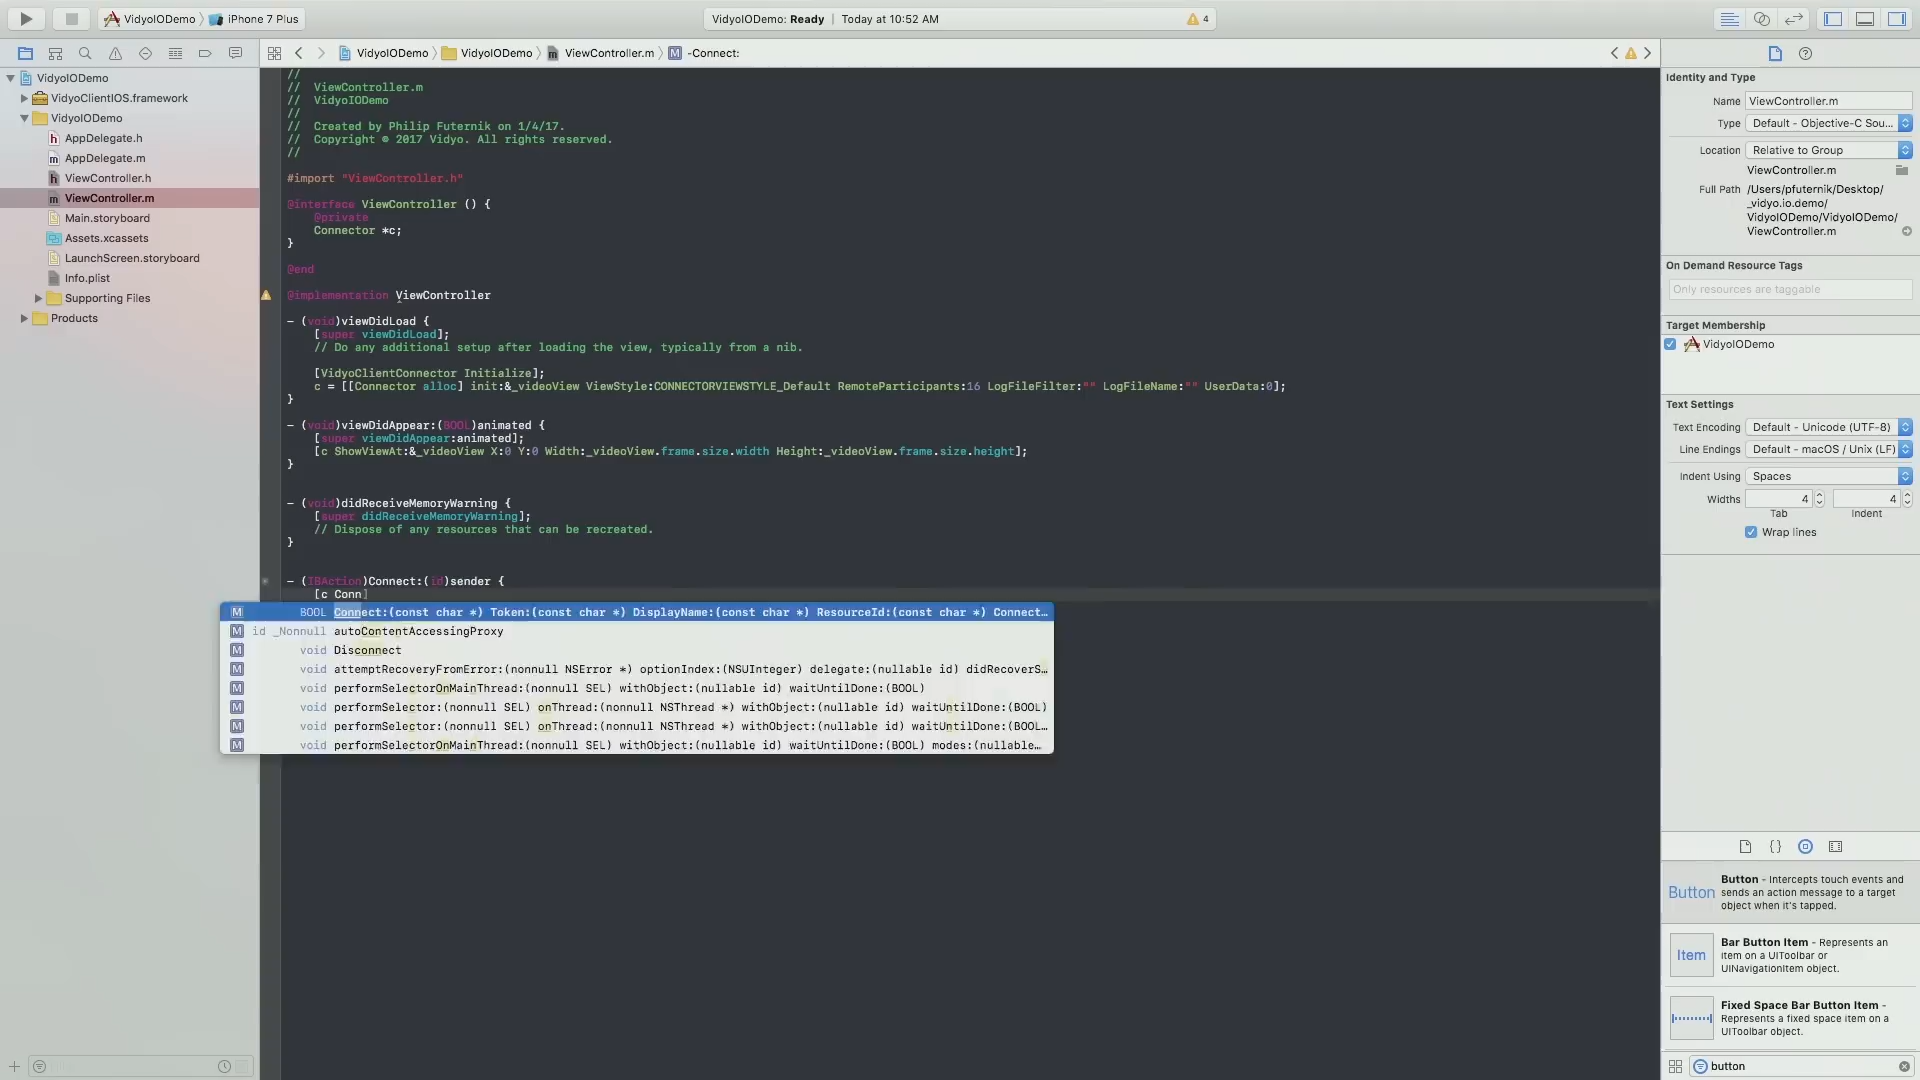 VidyoIODemo iPhone 7 Plus
VidyoIODemo: Ready | Today at 10:52 AM
4
VidyoIODemo VidyoIODemo ViewController.m M -Connect:
VidyoIODemo
VidyoClientIOS.framework
VidyoIODemo
AppDelegate.h
AppDelegate.m
ViewController.h
ViewController.m
Main.storyboard
Assets.xcassets
LaunchScreen.storyboard
Info.plist
Supporting Files
Products
//
//  ViewController.m
//  VidyoIODemo
//
//  Created by Philip Futernik on 1/4/17.
//  Copyright © 2017 Vidyo. All rights reserved.
//
#import "ViewController.h"
@interface ViewController () {
@private
Connector *c;
}
@end
@implementation ViewController
- (void)viewDidLoad {
[super viewDidLoad];
// Do any additional setup after loading the view, typically from a nib.
[VidyoClientConnector Initialize];
c = [[Connector alloc] init:&_videoView ViewStyle:CONNECTORVIEWSTYLE_Default RemoteParticipants:16 LogFileFilter:"" LogFileName:"" UserData:0];
}
- (void)viewDidAppear:(BOOL)animated {
[super viewDidAppear:animated];
[c ShowViewAt:&_videoView X:0 Y:0 Width:_videoView.frame.size.width Height:_videoView.frame.size.height];
}
- (void)didReceiveMemoryWarning {
[super didReceiveMemoryWarning];
// Dispose of any resources that can be recreated.
}
- (IBAction)Connect:(id)sender {
[c Conn]
M BOOL Connect:(const char *) Token:(const char *) DisplayName:(const char *) ResourceId:(const char *) Connect…
M id _Nonnull autoContentAccessingProxy
M void Disconnect
M void attemptRecoveryFromError:(nonnull NSError *) optionIndex:(NSUInteger) delegate:(nullable id) didRecoverS…
M void performSelectorOnMainThread:(nonnull SEL) withObject:(nullable id) waitUntilDone:(BOOL)
M void performSelector:(nonnull SEL) onThread:(nonnull NSThread *) withObject:(nullable id) waitUntilDone:(BOOL)
M void performSelector:(nonnull SEL) onThread:(nonnull NSThread *) withObject:(nullable id) waitUntilDone:(BOOL…
M void performSelectorOnMainThread:(nonnull SEL) withObject:(nullable id) waitUntilDone:(BOOL) modes:(nullable…
Identity and Type
Name ViewController.m
Type Default - Objective-C Sou...
Location Relative to Group
ViewController.m
Full Path /Users/pfuternik/Desktop/
_vidyo.io.demo/
VidyoIODemo/VidyoIODemo/
ViewController.m
On Demand Resource Tags
Only resources are taggable
Target Membership
VidyoIODemo
Text Settings
Text Encoding Default - Unicode (UTF-8)
Line Endings Default - macOS / Unix (LF)
Indent Using Spaces
Widths 4 4
Tab Indent
Wrap lines
Button Button - Intercepts touch events and
sends an action message to a target
object when it's tapped.
Item Bar Button Item - Represents an
item on a UIToolbar or
UINavigationItem object.
Fixed Space Bar Button Item -
Represents a fixed space item on a
UIToolbar object.
button